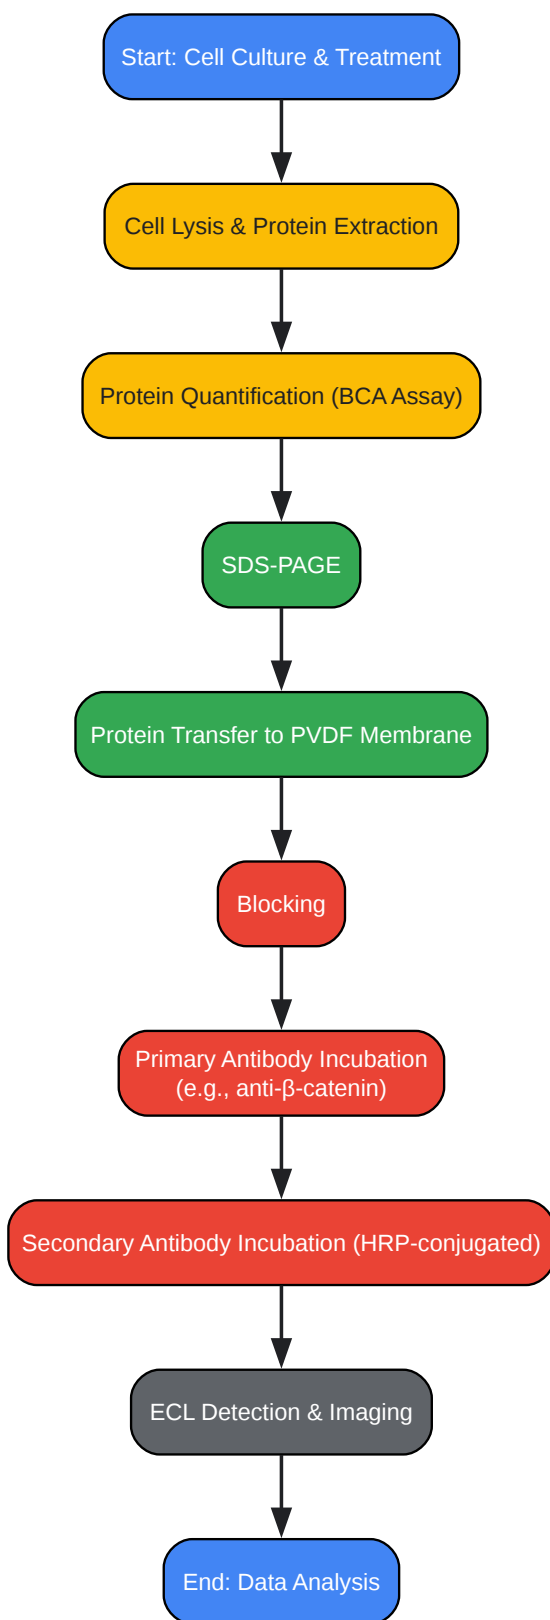 Start: Cell Culture & Treatment
Cell Lysis & Protein Extraction
Protein Quantification (BCA Assay)
SDS-PAGE
Protein Transfer to PVDF Membrane
Blocking
Primary Antibody Incubation
(e.g., anti-β-catenin)
Secondary Antibody Incubation (HRP-conjugated)
ECL Detection & Imaging
End: Data Analysis